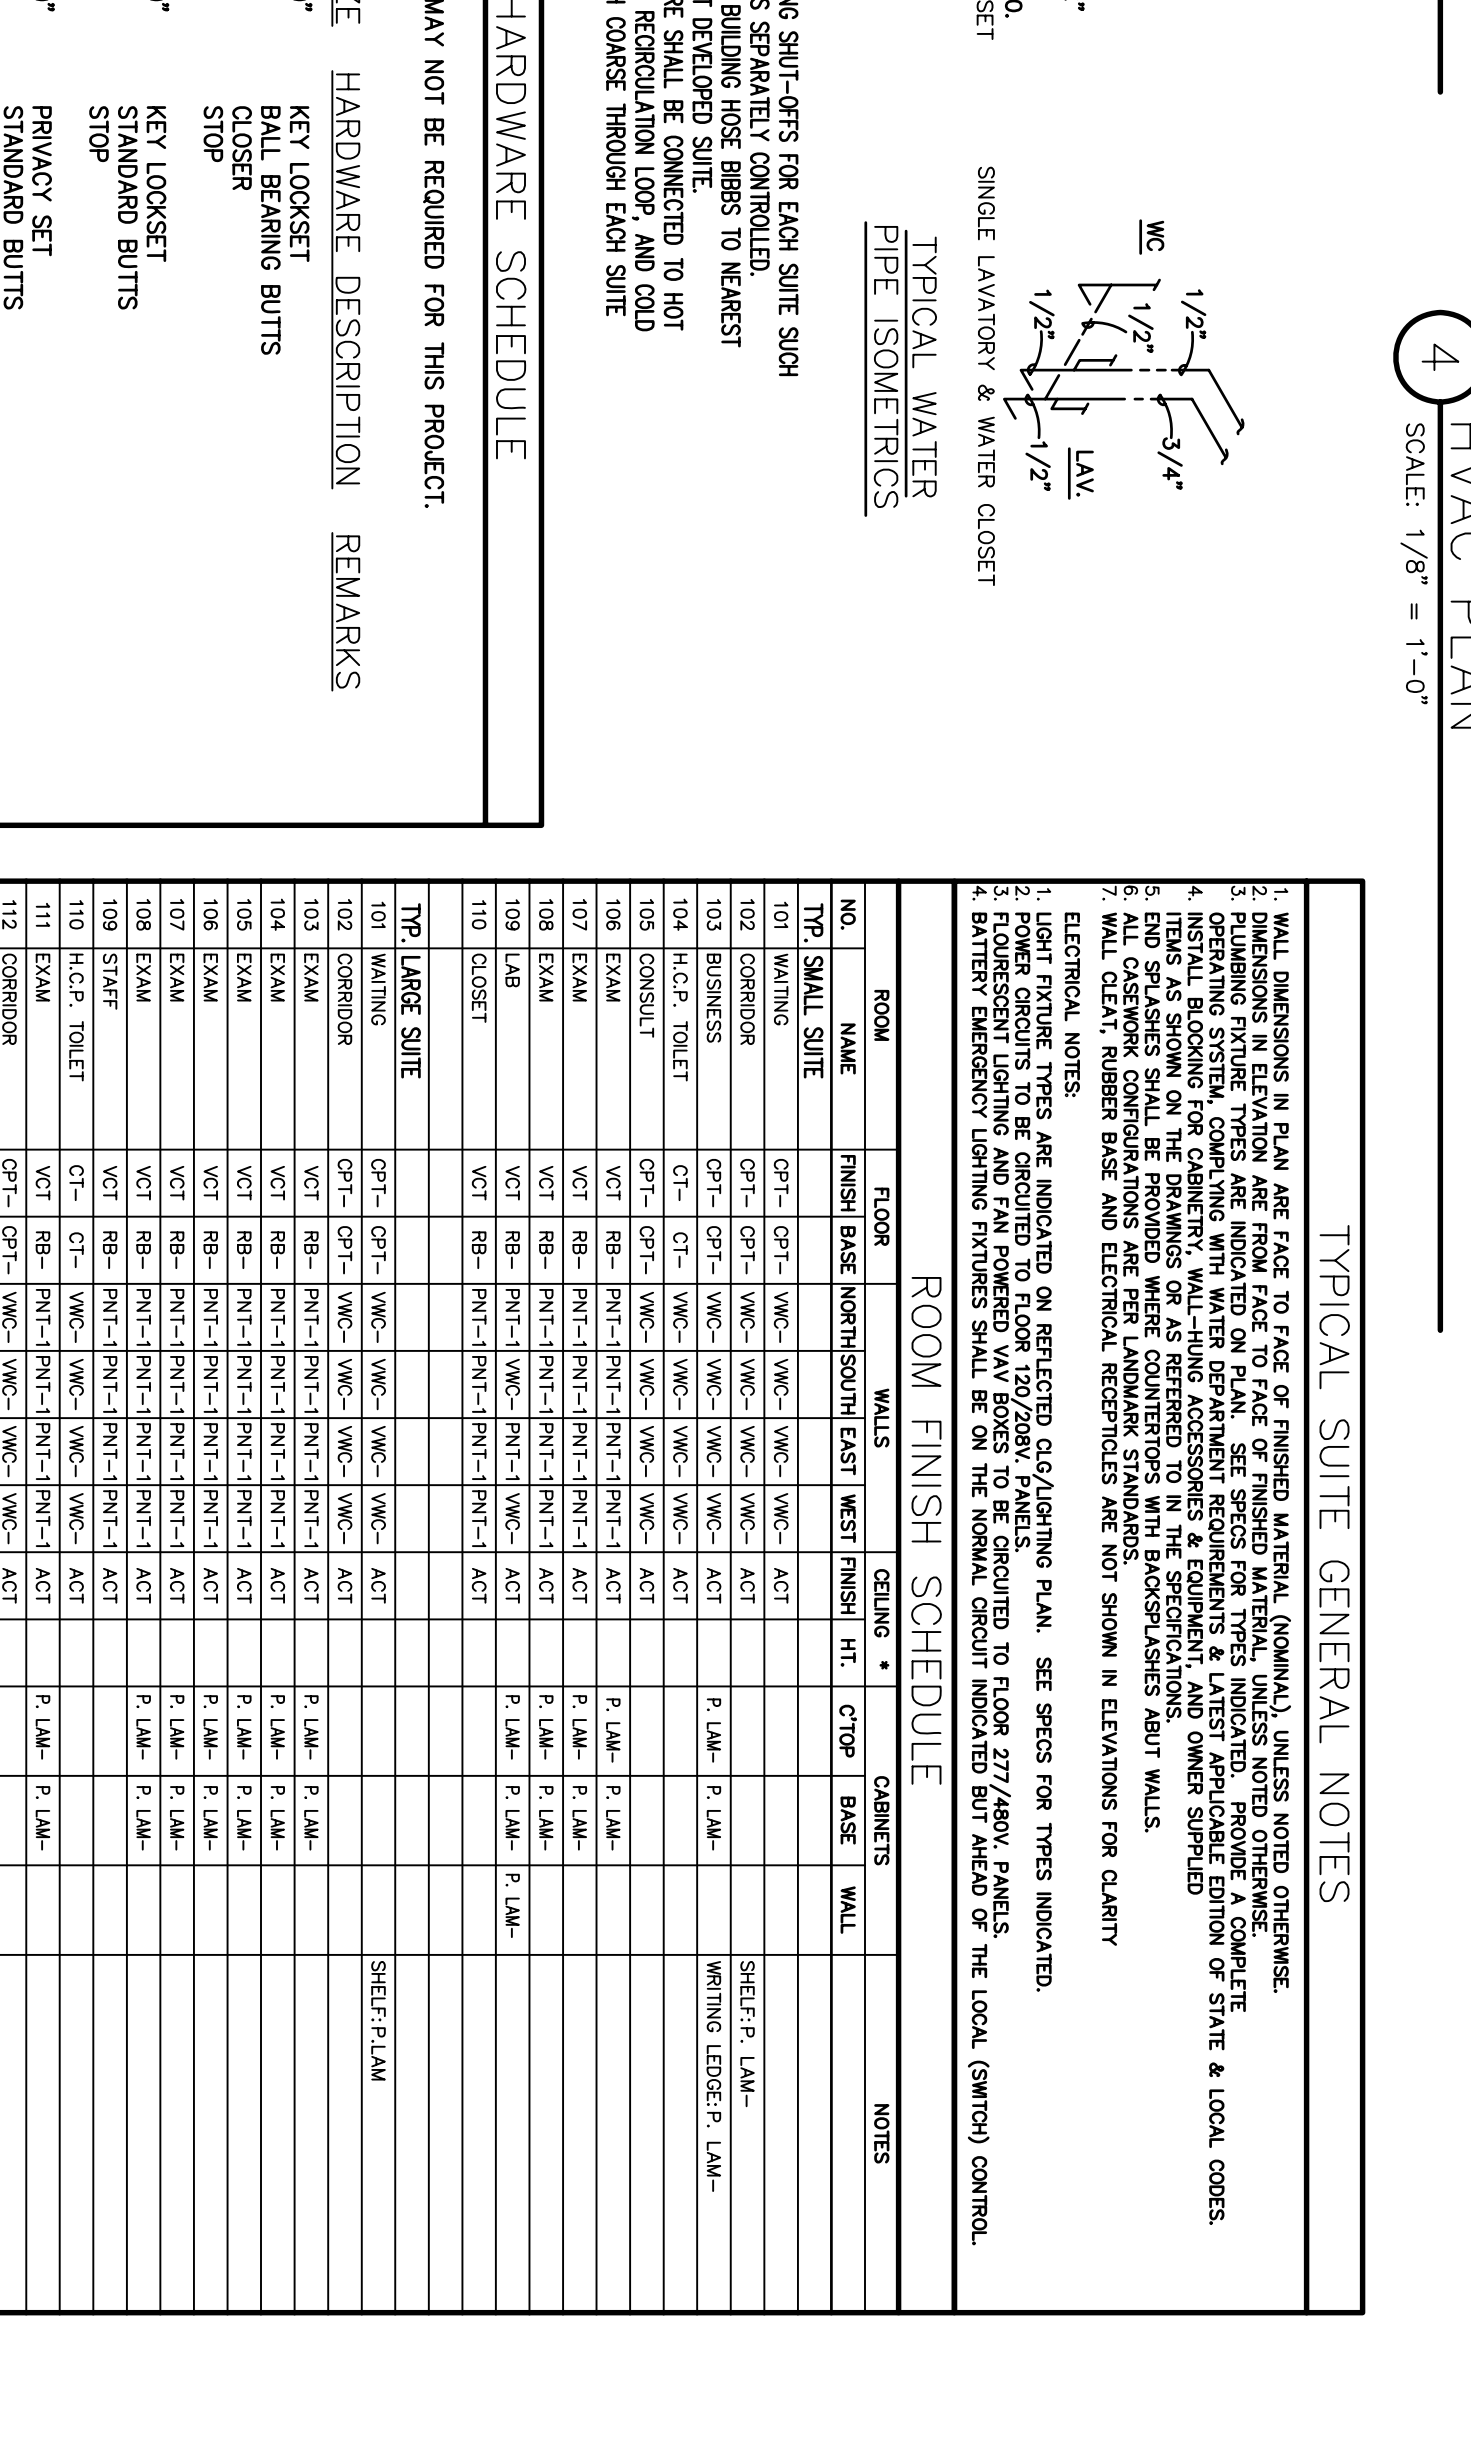 4
HVAC PLAN
SCALE: 1/8" = 1'-0"
SET
1/2"
3/4"
WC
1/2"
LAV.
1/2"
1/2"
SINGLE LAVATORY & WATER CLOSET
TYPICAL WATER
PIPE ISOMETRICS
SHUT-OFFS FOR EACH SUITE SUCH
SEPARATELY CONTROLLED.
BUILDING HOSE BIBBS TO NEAREST
DEVELOPED SUITE.
SHALL BE CONNECTED TO HOT
RECIRCULATION LOOP, AND COLD
COARSE THROUGH EACH SUITE
HARDWARE SCHEDULE
MAY NOT BE REQUIRED FOR THIS PROJECT.
HARDWARE DESCRIPTION REMARKS
KEY LOCKSET
BALL BEARING BUTTS
CLOSER
STOP
KEY LOCKSET
STANDARD BUTTS
STOP
PRIVACY SET
STANDARD BUTTS
TYPICAL SUITE GENERAL NOTES
1. WALL DIMENSIONS IN PLAN ARE FACE TO FACE OF FINISHED MATERIAL (NOMINAL), UNLESS NOTED OTHERWISE.
2. DIMENSIONS IN ELEVATION ARE FROM FACE TO FACE OF FINISHED MATERIAL, UNLESS NOTED OTHERWISE.
3. PLUMBING FIXTURE TYPES ARE INDICATED ON PLAN. SEE SPECS FOR TYPES INDICATED. PROVIDE A COMPLETE
OPERATING SYSTEM, COMPLYING WITH WATER DEPARTMENT REQUIREMENTS & LATEST APPLICABLE EDITION OF STATE & LOCAL CODES.
4. INSTALL BLOCKING FOR CABINETRY, WALL-HUNG ACCESSORIES & EQUIPMENT, AND OWNER SUPPLIED
ITEMS AS SHOWN ON THE DRAWINGS OR AS REFERRED TO IN THE SPECIFICATIONS.
5. END SPLASHES SHALL BE PROVIDED WHERE COUNTERTOPS WITH BACKSPLASHES ABUT WALLS.
6. ALL CASEWORK CONFIGURATIONS ARE PER LANDMARK STANDARDS.
7. WALL CLEAT, RUBBER BASE AND ELECTRICAL RECEPTICLES ARE NOT SHOWN IN ELEVATIONS FOR CLARITY
ELECTRICAL NOTES:
1. LIGHT FIXTURE TYPES ARE INDICATED ON REFLECTED CLG/LIGHTING PLAN. SEE SPECS FOR TYPES INDICATED.
2. POWER CIRCUITS TO BE CIRCUITED TO FLOOR 120/208V. PANELS.
3. FLOURESCENT LIGHTING AND FAN POWERED VAV BOXES TO BE CIRCUITED TO FLOOR 277/480V. PANELS.
4. BATTERY EMERGENCY LIGHTING FIXTURES SHALL BE ON THE NORMAL CIRCUIT INDICATED BUT AHEAD OF THE LOCAL (SWITCH) CONTROL.
ROOM FINISH SCHEDULE
ROOM FLOOR WALLS CEILING * CABINETS NOTES
NO. NAME FINISH BASE NORTH SOUTH EAST WEST FINISH HT. C'TOP BASE WALL
TYP. SMALL SUITE
101 WAITING CPT- CPT- VWC- VWC- VWC- VWC- ACT
102 CORRIDOR CPT- CPT- VWC- VWC- VWC- VWC- ACT SHELF: P. LAM-
103 BUSINESS CPT- CPT- VWC- VWC- VWC- VWC- ACT P. LAM- P. LAM- WRITING LEDGE: P. LAM-
104 H.C.P. TOILET CT- CT- VWC- VWC- VWC- VWC- ACT
105 CONSULT CPT- CPT- VWC- VWC- VWC- VWC- ACT
106 EXAM VCT RB- PNT-1 PNT-1 PNT-1 PNT-1 ACT P. LAM- P. LAM-
107 EXAM VCT RB- PNT-1 PNT-1 PNT-1 PNT-1 ACT P. LAM- P. LAM-
108 EXAM VCT RB- PNT-1 PNT-1 PNT-1 PNT-1 ACT P. LAM- P. LAM-
109 LAB VCT RB- PNT-1 VWC- PNT-1 VWC- ACT P. LAM- P. LAM- P. LAM-
110 CLOSET VCT RB- PNT-1 PNT-1 PNT-1 PNT-1 ACT
TYP. LARGE SUITE
101 WAITING CPT- CPT- VWC- VWC- VWC- VWC- ACT SHELF: P.LAM
102 CORRIDOR CPT- CPT- VWC- VWC- VWC- VWC- ACT
103 EXAM VCT RB- PNT-1 PNT-1 PNT-1 PNT-1 ACT P. LAM- P. LAM-
104 EXAM VCT RB- PNT-1 PNT-1 PNT-1 PNT-1 ACT P. LAM- P. LAM-
105 EXAM VCT RB- PNT-1 PNT-1 PNT-1 PNT-1 ACT P. LAM- P. LAM-
106 EXAM VCT RB- PNT-1 PNT-1 PNT-1 PNT-1 ACT P. LAM- P. LAM-
107 EXAM VCT RB- PNT-1 PNT-1 PNT-1 PNT-1 ACT P. LAM- P. LAM-
108 EXAM VCT RB- PNT-1 PNT-1 PNT-1 PNT-1 ACT P. LAM- P. LAM-
109 STAFF VCT RB- PNT-1 PNT-1 PNT-1 PNT-1 ACT
110 H.C.P. TOILET CT- CT- VWC- VWC- VWC- VWC- ACT
111 EXAM VCT RB- PNT-1 PNT-1 PNT-1 PNT-1 ACT P. LAM- P. LAM-
112 CORRIDOR CPT- CPT- VWC- VWC- VWC- VWC- ACT